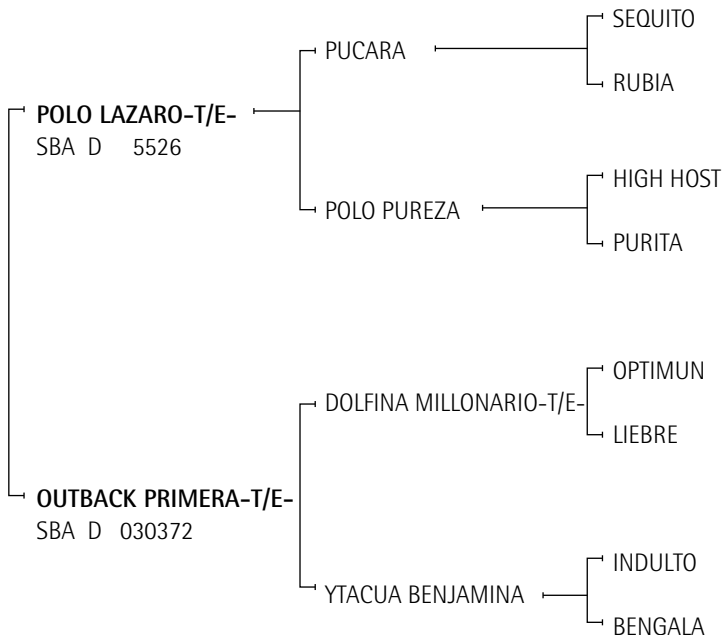 SEQUITO
PUCARA
RUBIA
POLO LAZARO-T/E-
SBA D 5526
HIGH HOST
POLO PUREZA
PURITA
OPTIMUN
DOLFINA MILLONARIO-T/E-
LIEBRE
OUTBACK PRIMERA-T/E-
SBA D 030372
INDULTO
YTACUA BENJAMINA
BENGALA